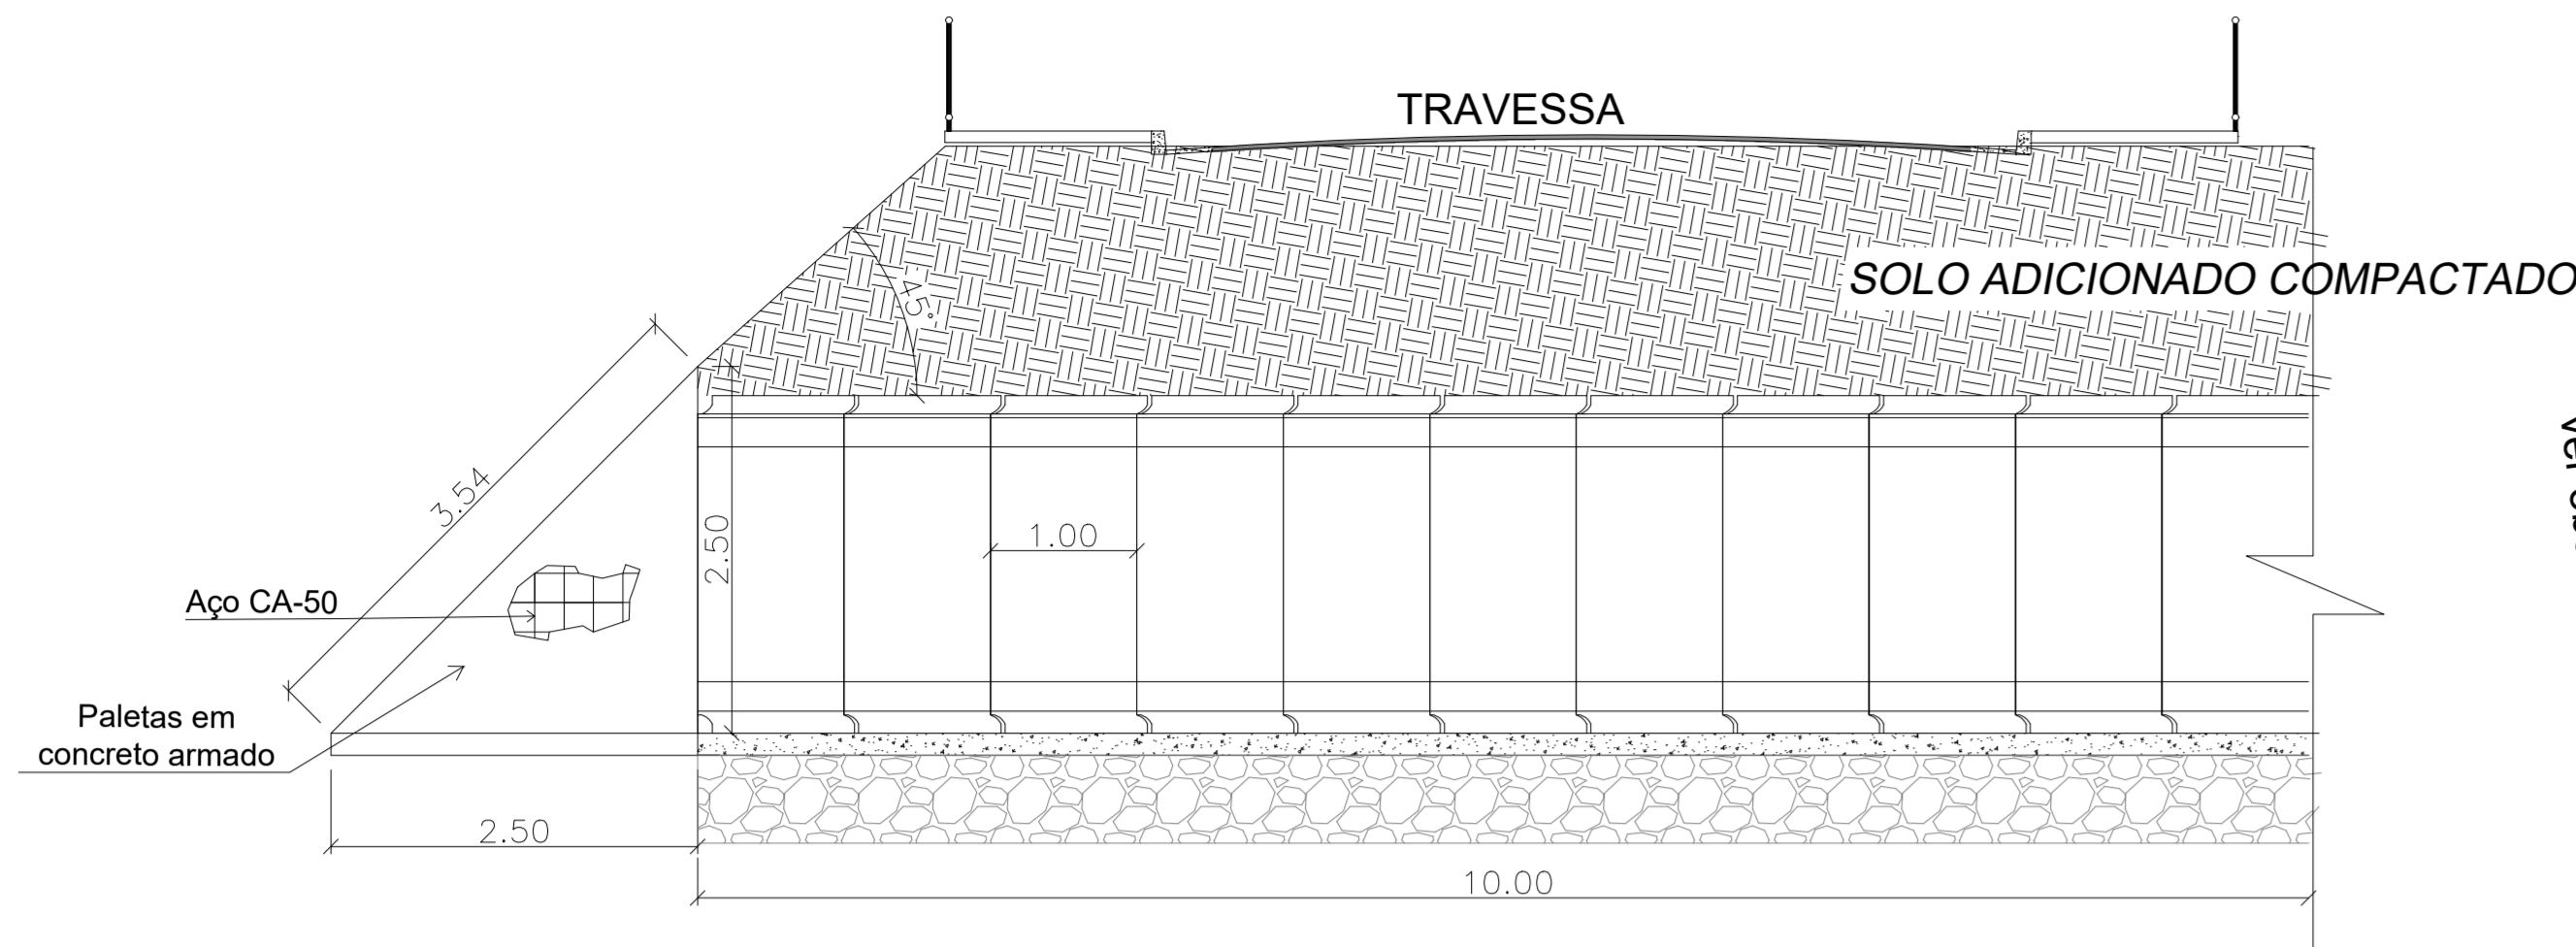 TRAVESSA
SOLO ADICIONADO COMPACTADO
45°
3.54
2.50
1.00
Aço CA-50
Paletas em
concreto armado
2.50
10.00